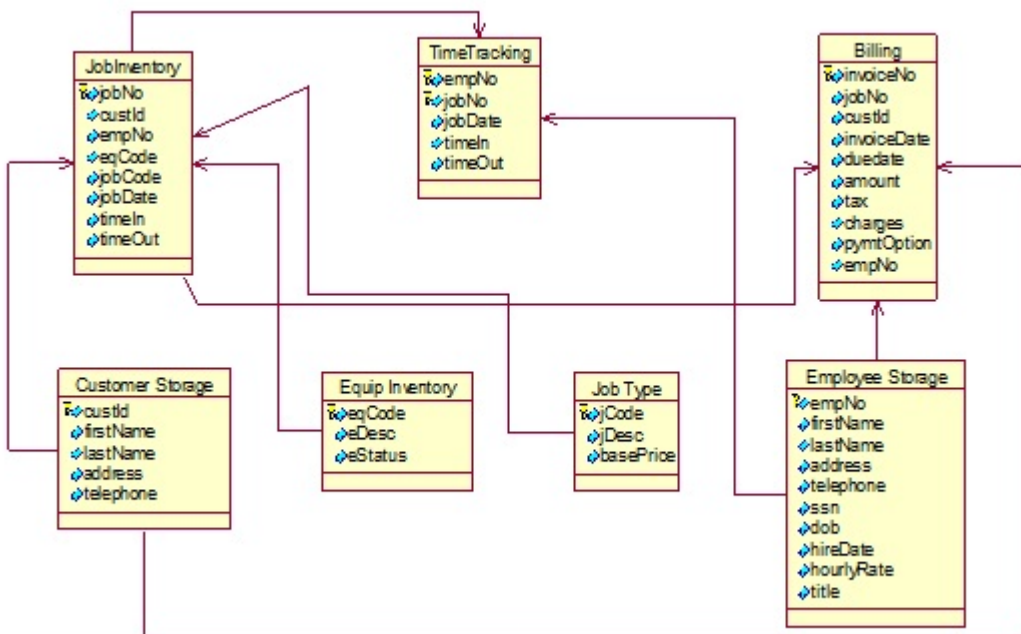 JobInventory
jobNo
custId
empNo
eqCode
jobCode
jobDate
timeIn
timeOut
TimeTracking
empNo
jobNo
jobDate
timeIn
timeOut
Billing
invoiceNo
jobNo
custId
invoiceDate
duedate
amount
tax
charges
pymtOption
empNo
Customer Storage
custId
firstName
lastName
address
telephone
Equip Inventory
eqCode
eDesc
eStatus
Job Type
jCode
jDesc
basePrice
Employee Storage
empNo
firstName
lastName
address
telephone
ssn
dob
hireDate
hourlyRate
title